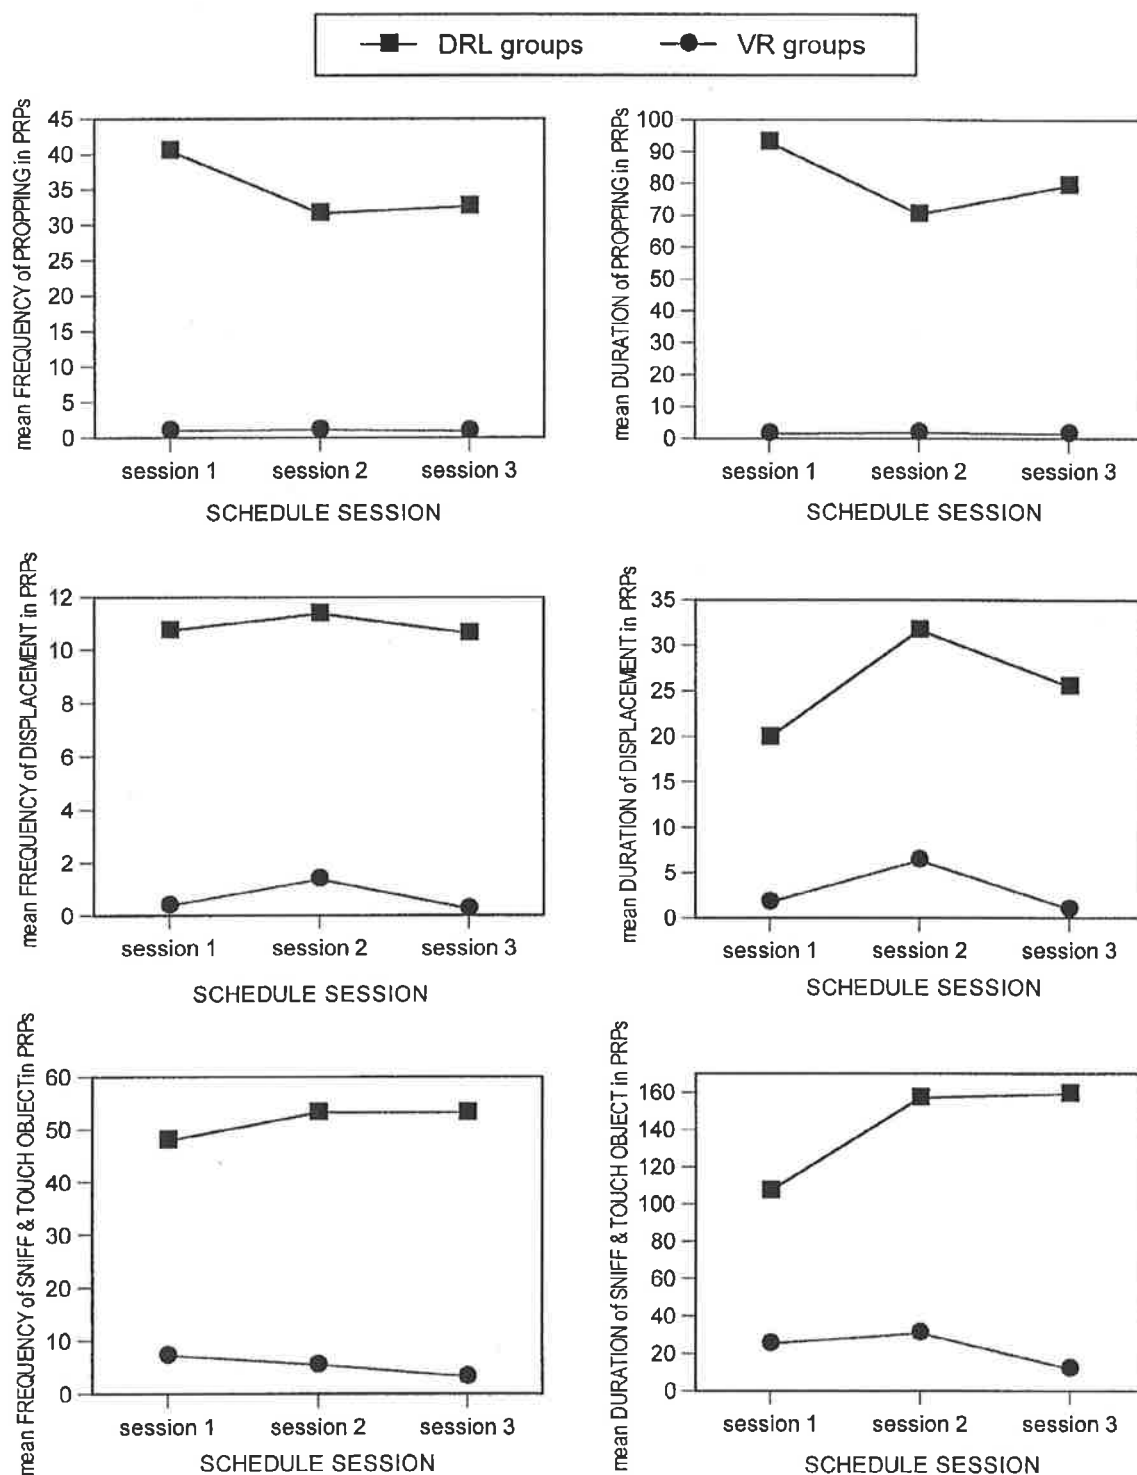 DRL groups VR groups
mean FREQUENCY of PROPPING in PRPs
45
40
35
30
25
20
15
10
5
0
session 1 session 2 session 3
SCHEDULE SESSION
mean DURATION of PROPPING in PRPs
100
90
80
70
60
50
40
30
20
10
0
session 1 session 2 session 3
SCHEDULE SESSION
mean FREQUENCY of DISPLACEMENT in PRPs
12
10
8
6
4
2
0
session 1 session 2 session 3
SCHEDULE SESSION
mean DURATION of DISPLACEMENT in PRPs
35
30
25
20
15
10
5
0
session 1 session 2 session 3
SCHEDULE SESSION
mean FREQUENCY of SNIFF & TOUCH OBJECT in PRPs
60
50
40
30
20
10
0
session 1 session 2 session 3
SCHEDULE SESSION
mean DURATION of SNIFF & TOUCH OBJECT in PRPs
160
140
120
100
80
60
40
20
0
session 1 session 2 session 3
SCHEDULE SESSION